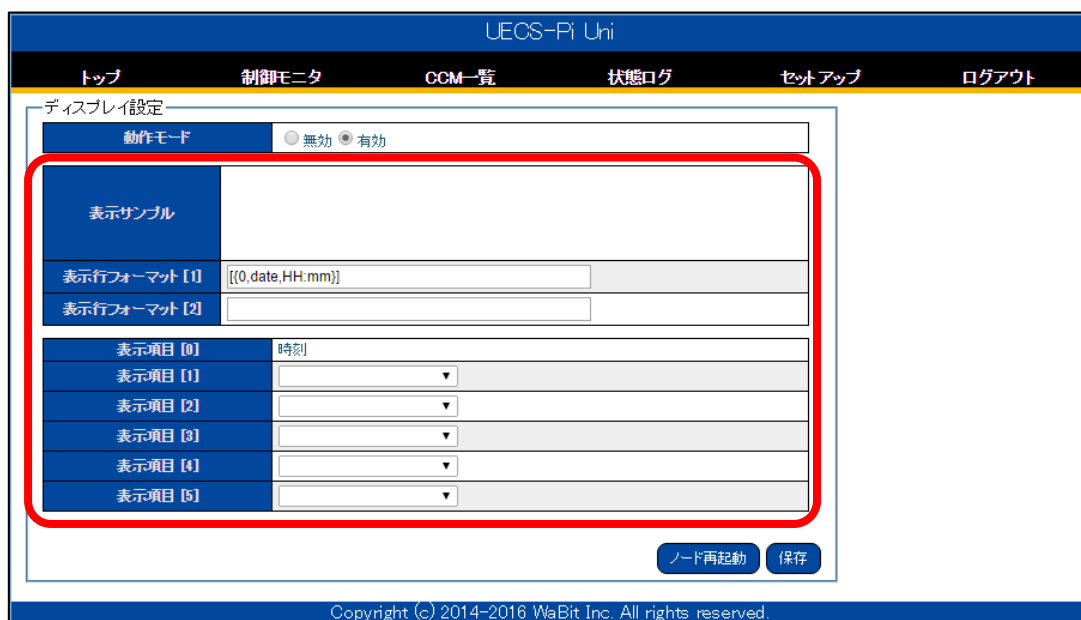 UECS-Pi Uni
トップ 制御モニタ CCM一覧 状態ログ セットアップ ログアウト
ディスプレイ設定
動作モード 無効 有効
表示サンプル
表示行フォーマット [1] [{0,date,HH:mm}]
表示行フォーマット [2]
表示項目 [0] 時刻
表示項目 [1]
表示項目 [2]
表示項目 [3]
表示項目 [4]
表示項目 [5]
ノード再起動 保存
Copyright (c) 2014-2016 WaBit Inc. All rights reserved.